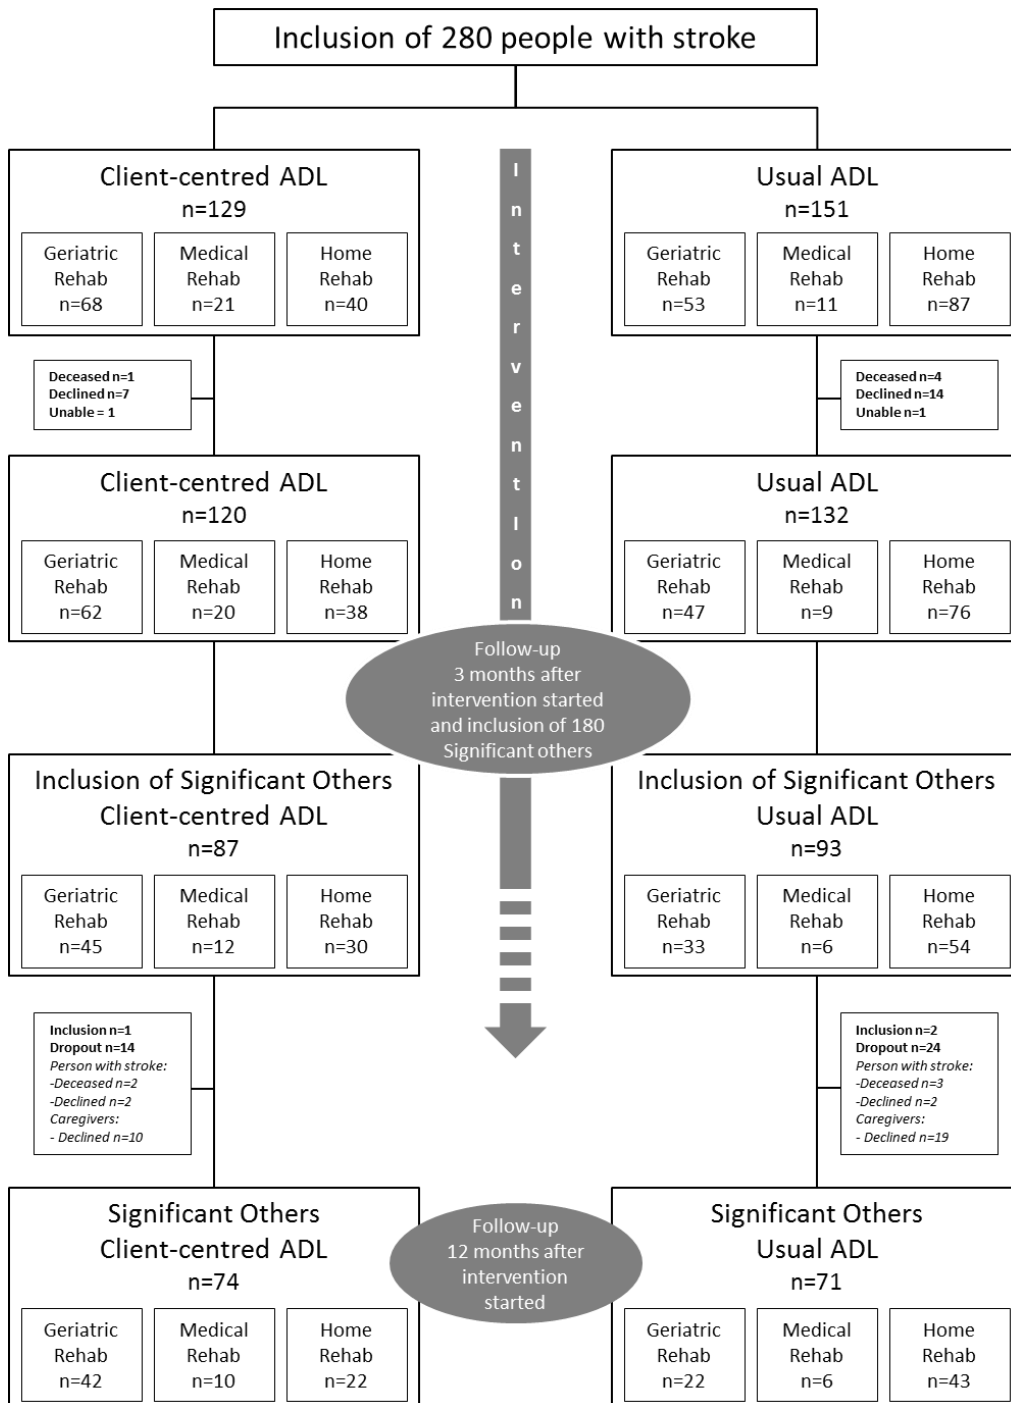 Inclusion of 280 people with stroke
Client-centred ADL
n=129
Geriatric
Rehab
n=68
Medical
Rehab
n=21
Home
Rehab
n=40
Intervention
Usual ADL
n=151
Geriatric
Rehab
n=53
Medical
Rehab
n=11
Home
Rehab
n=87
Deceased n=1
Declined n=7
Unable = 1
Deceased n=4
Declined n=14
Unable n=1
Client-centred ADL
n=120
Geriatric
Rehab
n=62
Medical
Rehab
n=20
Home
Rehab
n=38
Usual ADL
n=132
Geriatric
Rehab
n=47
Medical
Rehab
n=9
Home
Rehab
n=76
Follow-up
3 months after
intervention started
and inclusion of 180
Significant others
Inclusion of Significant Others
Client-centred ADL
n=87
Geriatric
Rehab
n=45
Medical
Rehab
n=12
Home
Rehab
n=30
Inclusion of Significant Others
Usual ADL
n=93
Geriatric
Rehab
n=33
Medical
Rehab
n=6
Home
Rehab
n=54
Inclusion n=1
Dropout n=14
Person with stroke:
-Deceased n=2
-Declined n=2
Caregivers:
- Declined n=10
Inclusion n=2
Dropout n=24
Person with stroke:
-Deceased n=3
-Declined n=2
Caregivers:
- Declined n=19
Significant Others
Client-centred ADL
n=74
Geriatric
Rehab
n=42
Medical
Rehab
n=10
Home
Rehab
n=22
Follow-up
12 months after
intervention
started
Significant Others
Usual ADL
n=71
Geriatric
Rehab
n=22
Medical
Rehab
n=6
Home
Rehab
n=43